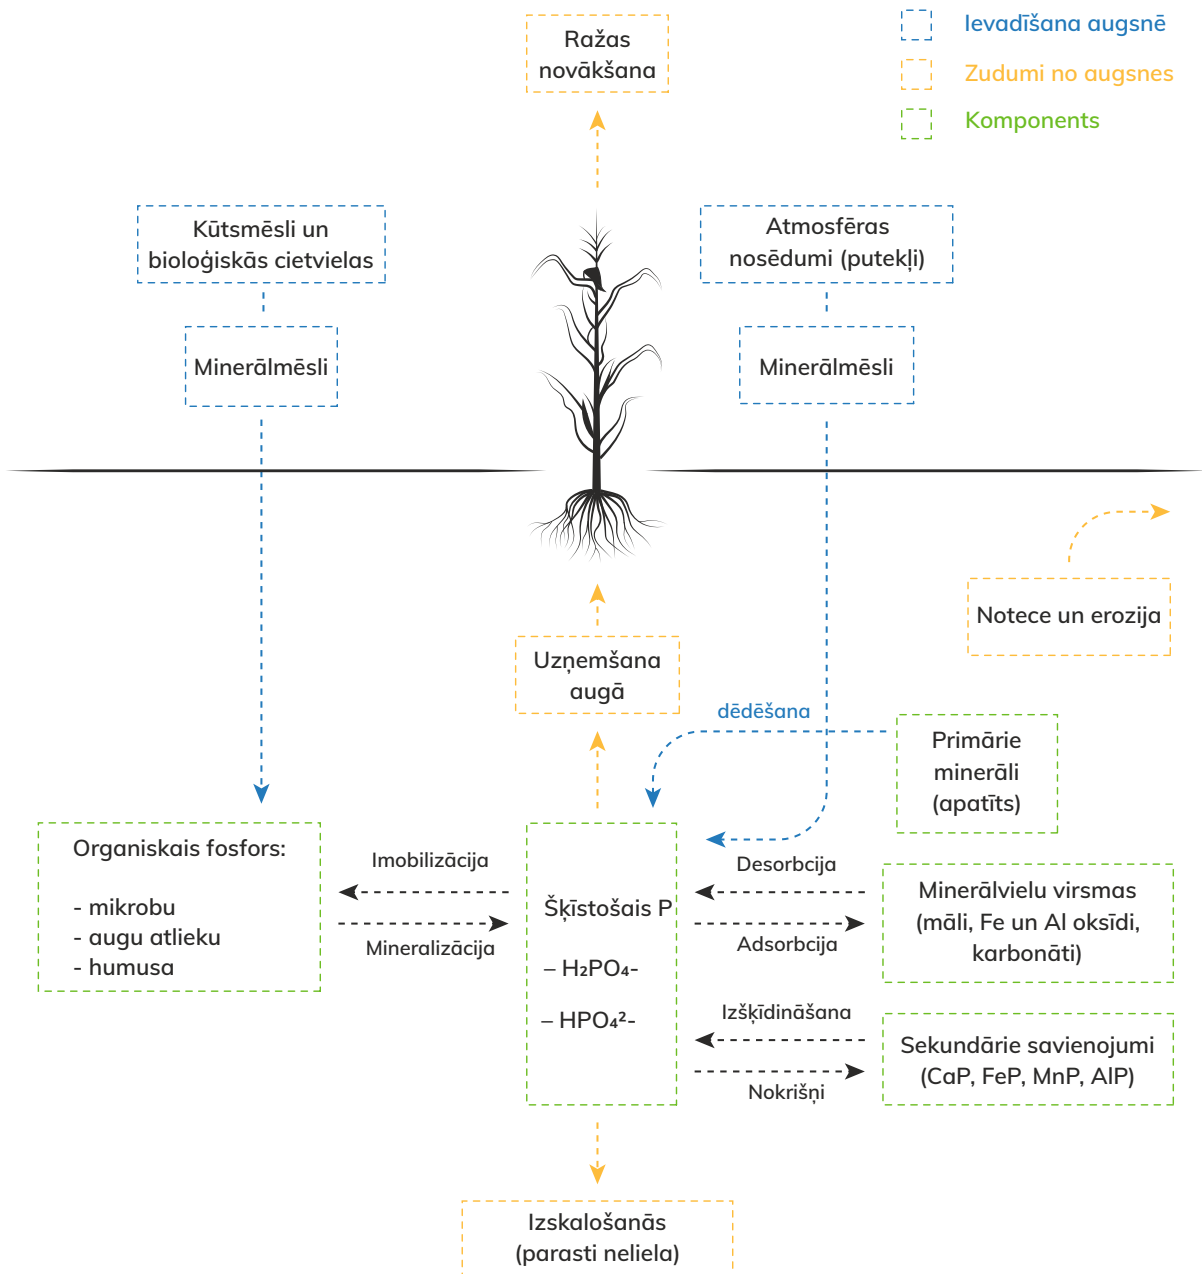 Ražas
novākšana
Ievadīšana augsnē
Zudumi no augsnes
Komponents
Kūtsmēsli un
bioloģiskās cietvielas
Atmosfēras
nosēdumi (putekļi)
Minerālmēsli
Minerālmēsli
Notece un erozija
Uzņemšana
augā
dēdēšana
Primārie
minerāli
(apatīts)
Organiskais fosfors:
- mikrobu
- augu atlieku
- humusa
Imobilizācija
Mineralizācija
Šķīstošais P
– H₂PO₄-
– HPO₄²-
Desorbcija
Adsorbcija
Minerālvielu virsmas
(māli, Fe un Al oksīdi,
karbonāti)
Izšķīdināšana
Nokrišņi
Sekundārie savienojumi
(CaP, FeP, MnP, AlP)
Izskalošanās
(parasti neliela)